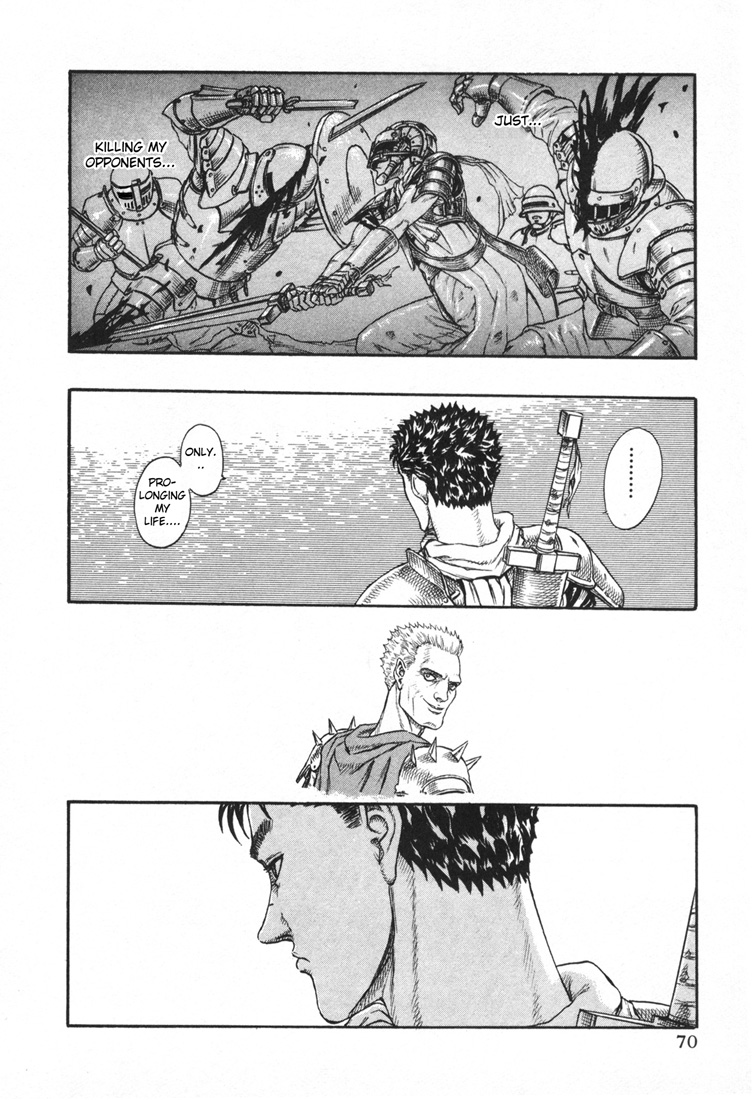 JUST...
KILLING MY
OPPONENTS...
..........
ONLY.
..
PRO-
LONGING
MY
LIFE....
70